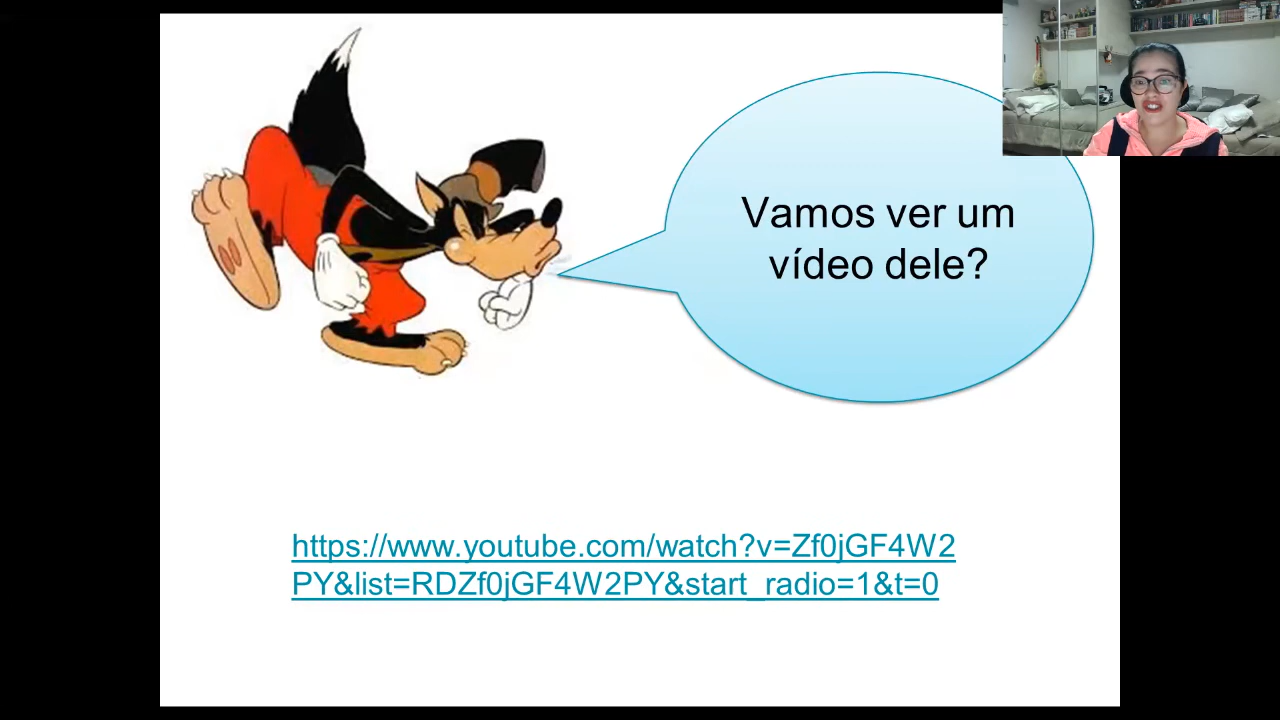 Vamos ver um
vídeo dele?
https://www.youtube.com/watch?v=Zf0jGF4W2
PY&list=RDZf0jGF4W2PY&start_radio=1&t=0